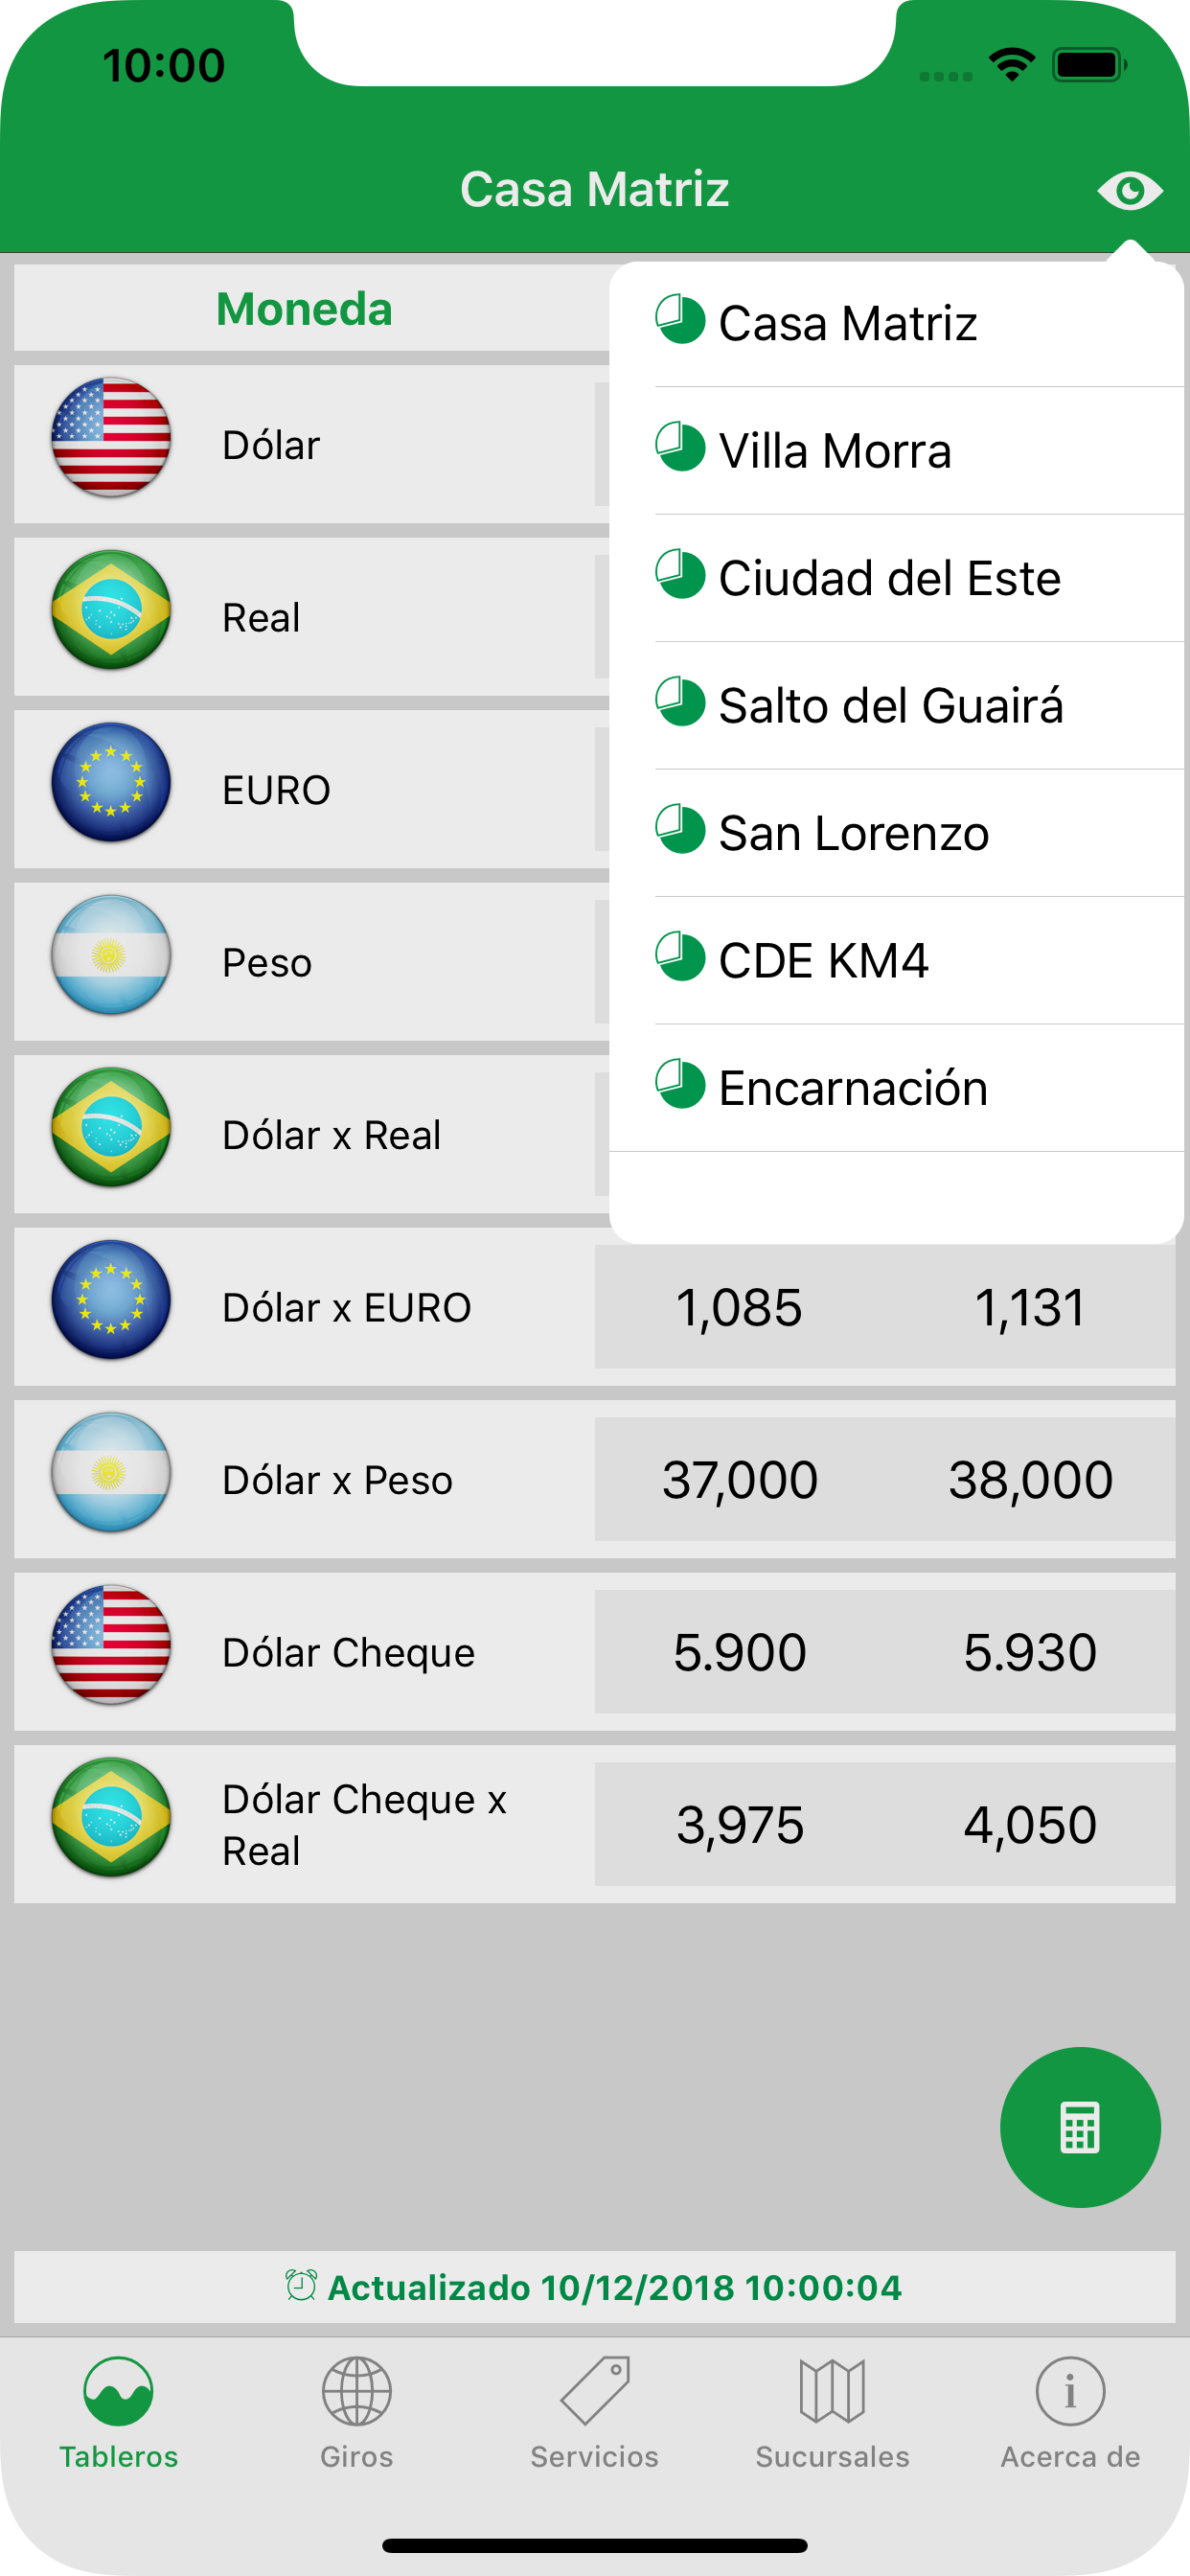 10:00
Casa Matriz
Moneda
Casa Matriz
Villa Morra
Ciudad del Este
Salto del Guairá
San Lorenzo
CDE KM4
Encarnación
Dólar
Real
EURO
Peso
Dólar x Real
Dólar x EURO 1,085 1,131
Dólar x Peso 37,000 38,000
Dólar Cheque 5.900 5.930
Dólar Cheque x
Real 3,975 4,050
Actualizado 10/12/2018 10:00:04
Tableros Giros Servicios Sucursales Acerca de